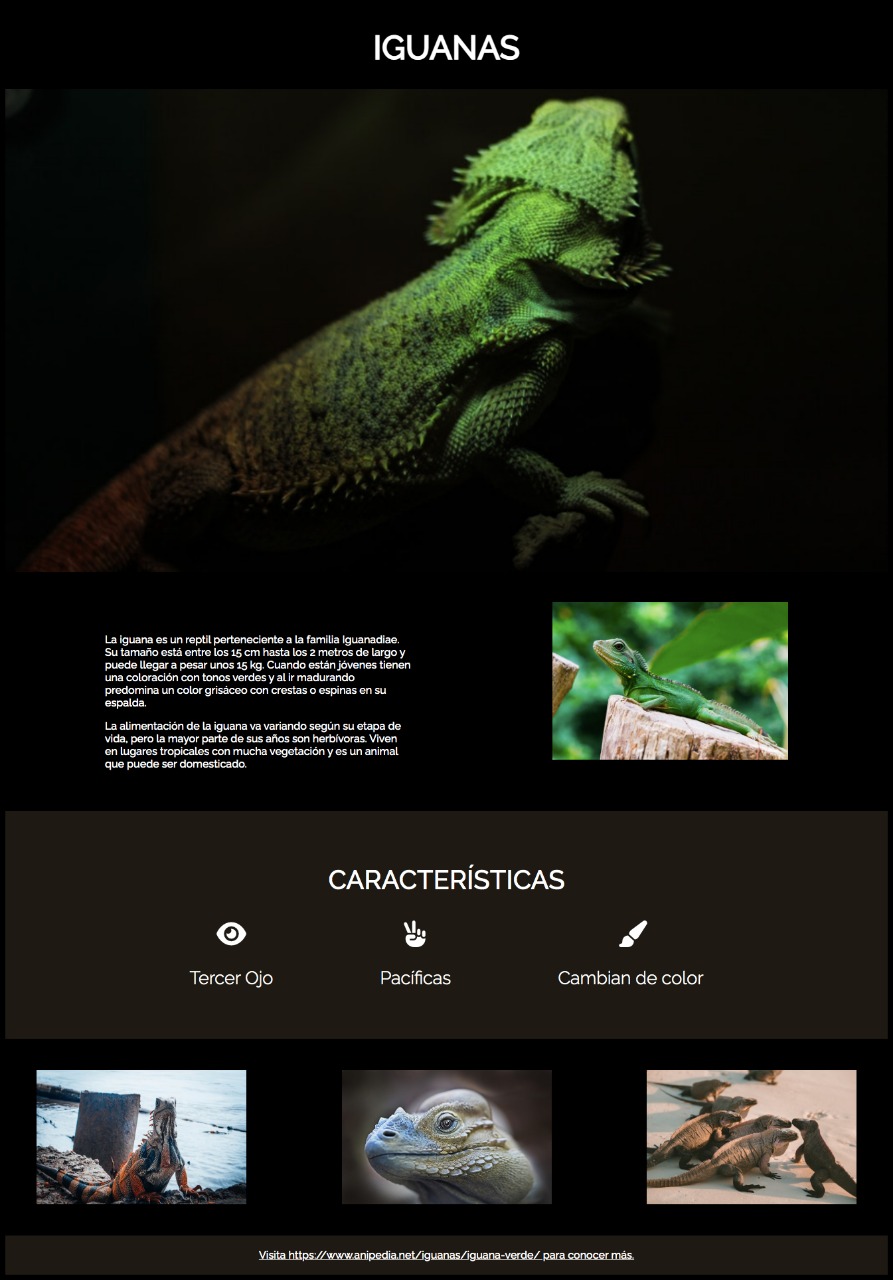 IGUANAS
La iguana es un reptil perteneciente a la familia Iguanadiae.
Su tamaño está entre los 15 cm hasta los 2 metros de largo y
puede llegar a pesar unos 15 kg. Cuando están jóvenes tienen
una coloración con tonos verdes y al ir madurando
predomina un color grisáceo con crestas o espinas en su
espalda.
La alimentación de la iguana va variando según su etapa de
vida, pero la mayor parte de sus años son herbívoras. Viven
en lugares tropicales con mucha vegetación y es un animal
que puede ser domesticado.
CARACTERÍSTICAS
Tercer Ojo
Pacíficas
Cambian de color
Visita https://www.anipedia.net/iguanas/iguana-verde/ para conocer más.